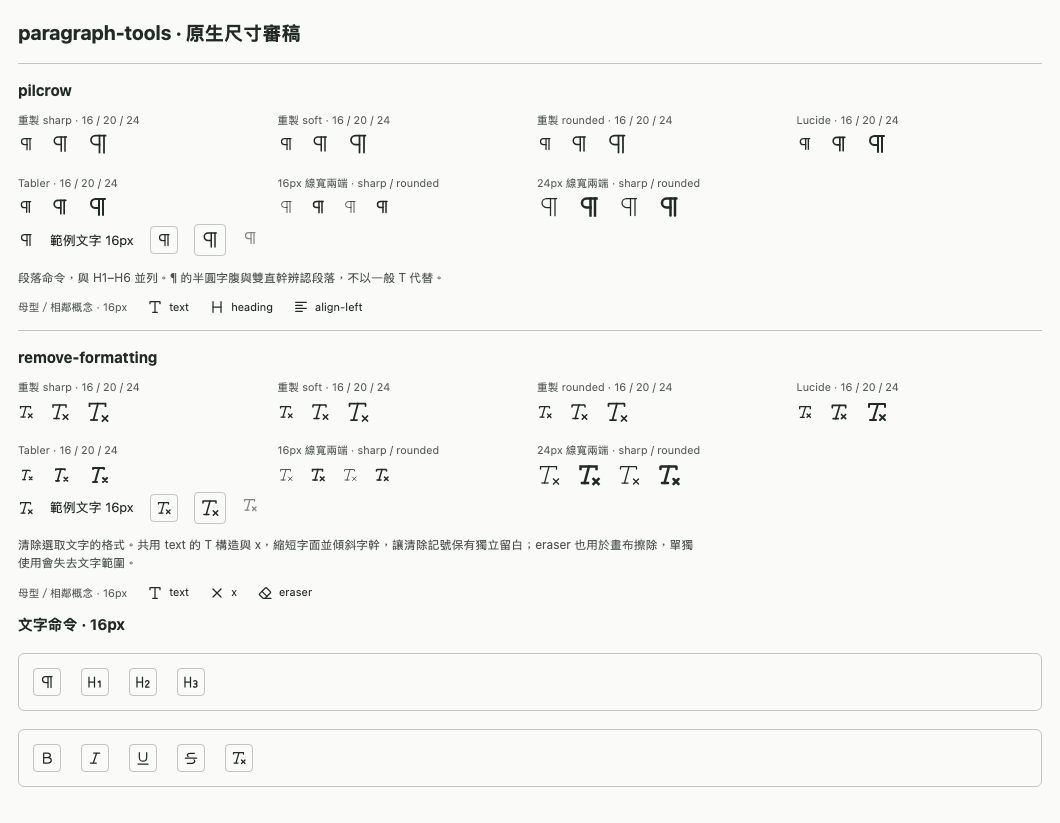 paragraph-tools · 原生尺寸審稿
pilcrow
重製 sharp · 16 / 20 / 24
重製 soft · 16 / 20 / 24
重製 rounded · 16 / 20 / 24
Lucide · 16 / 20 / 24
Tabler · 16 / 20 / 24
16px 線寬兩端 · sharp / rounded
24px 線寬兩端 · sharp / rounded
範例文字 16px
段落命令，與 H1–H6 並列。¶ 的半圓字腹與雙直幹辨認段落，不以一般 T 代替。
母型 / 相鄰概念 · 16px text heading align-left
remove-formatting
重製 sharp · 16 / 20 / 24
重製 soft · 16 / 20 / 24
重製 rounded · 16 / 20 / 24
Lucide · 16 / 20 / 24
Tabler · 16 / 20 / 24
16px 線寬兩端 · sharp / rounded
24px 線寬兩端 · sharp / rounded
範例文字 16px
清除選取文字的格式。共用 text 的 T 構造與 x，縮短字面並傾斜字幹，讓清除記號保有獨立留白；eraser 也用於畫布擦除，單獨
使用會失去文字範圍。
母型 / 相鄰概念 · 16px text x eraser
文字命令 · 16px
¶ H1 H2 H3
B I U S Tx